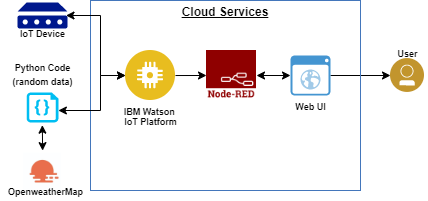 Cloud Services
IoT Device
Python Code
(random data)
{}
OpenweatherMap
IBM Watson
IoT Platform
Node-RED
Web UI
User